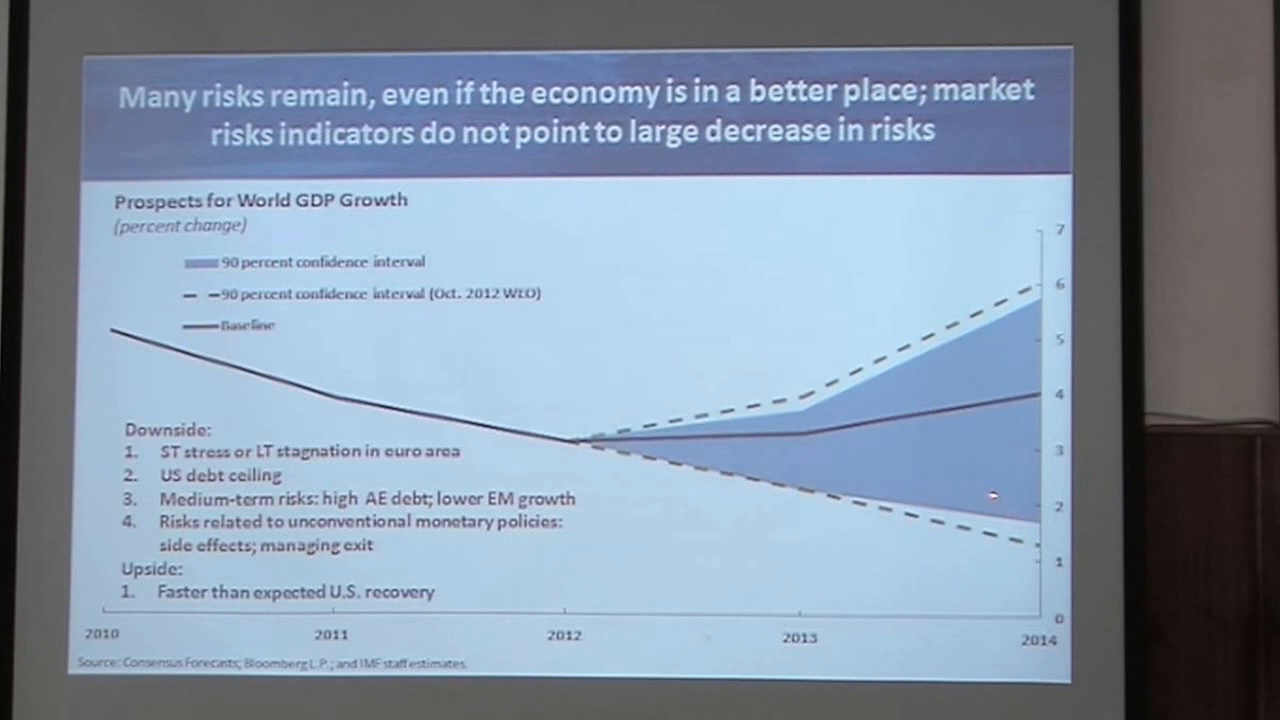 Many risks remain, even if the economy is in a better place; market
risks indicators do not point to large decrease in risks
Prospects for World GDP Growth
(percent change)
90 percent confidence interval
90 percent confidence interval (Oct. 2012 WEO)
Baseline
7
6
5
4
3
2
1
0
Downside:
1. ST stress or LT stagnation in euro area
2. US debt ceiling
3. Medium-term risks: high AE debt; lower EM growth
4. Risks related to unconventional monetary policies:
side effects; managing exit
Upside:
1. Faster than expected U.S. recovery
2010 2011 2012 2013 2014
Source: Consensus Forecasts; Bloomberg L.P.; and IMF staff estimates.